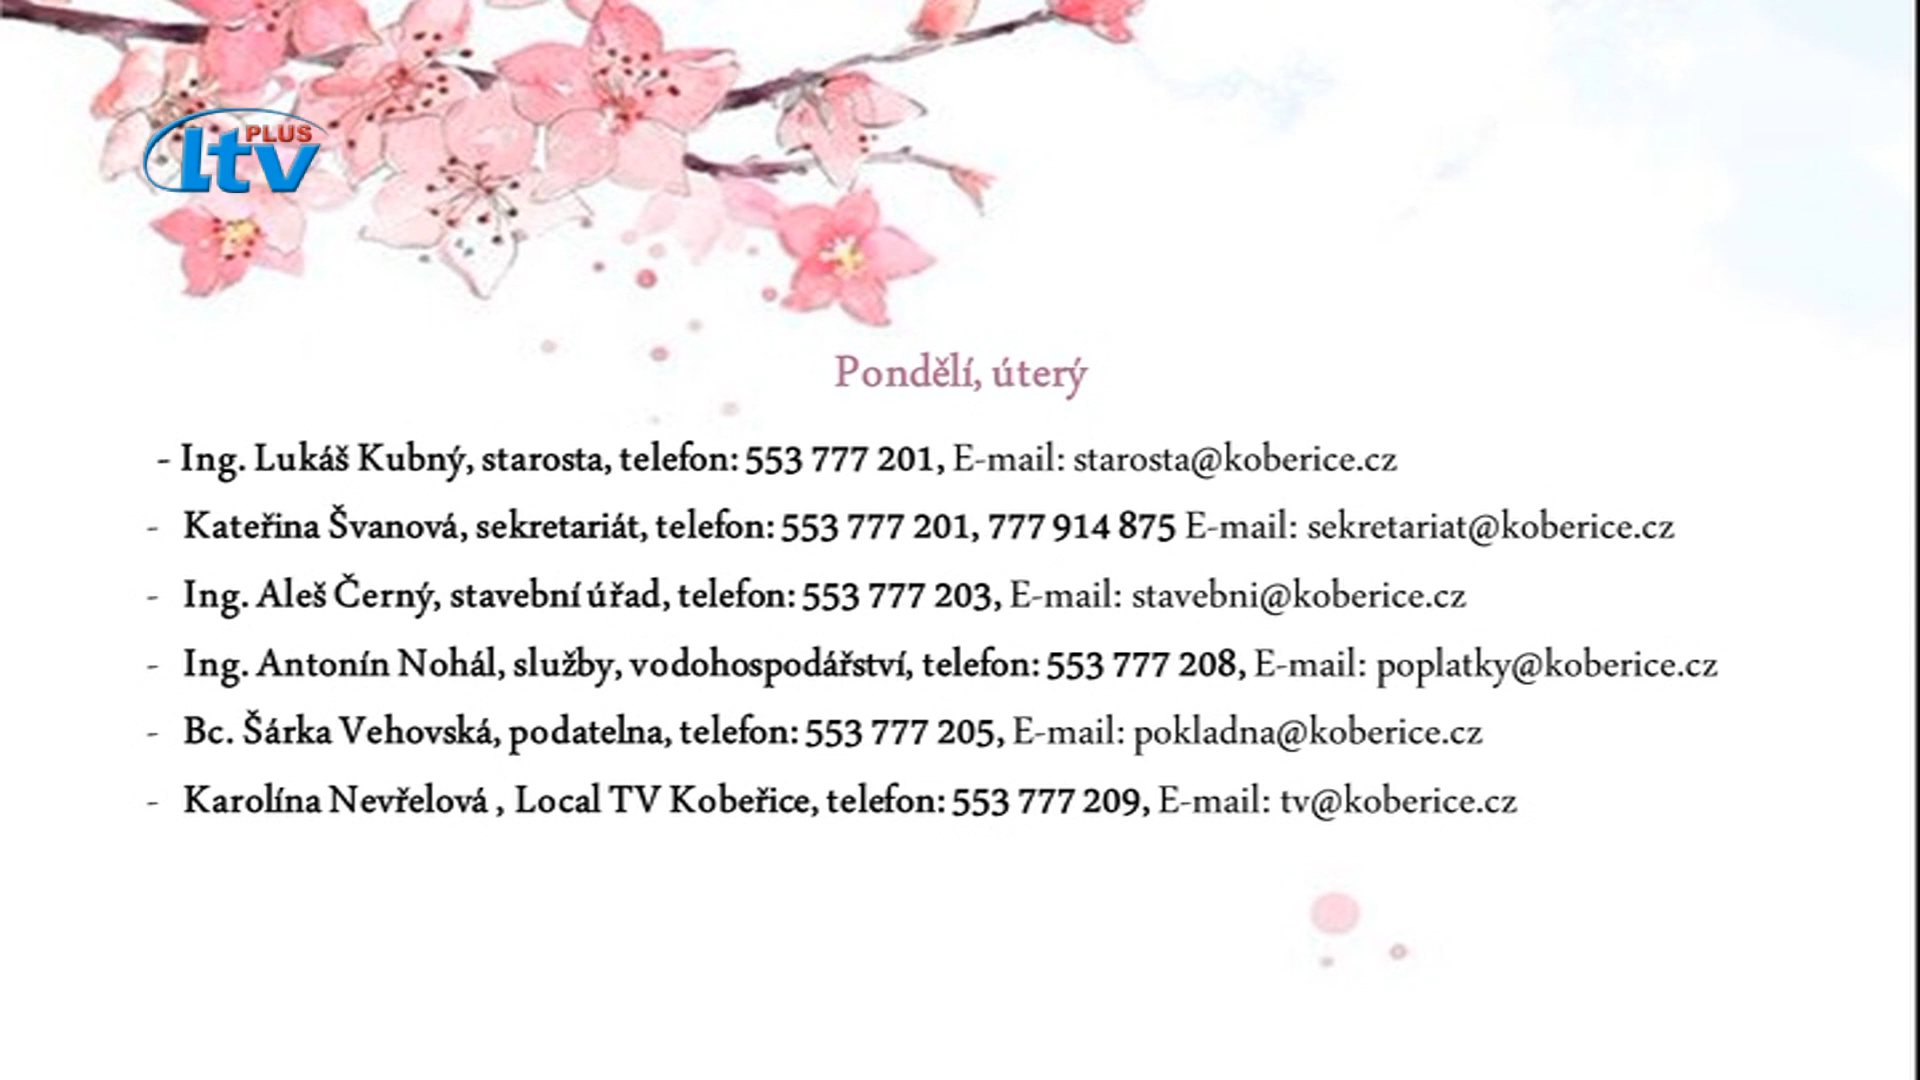 ltv PLUS
Pondělí, úterý
- Ing. Lukáš Kubný, starosta, telefon: 553 777 201, E-mail: starosta@koberice.cz
- Kateřina Švanová, sekretariát, telefon: 553 777 201, 777 914 875 E-mail: sekretariat@koberice.cz
- Ing. Aleš Černý, stavební úřad, telefon: 553 777 203, E-mail: stavebni@koberice.cz
- Ing. Antonín Nohál, služby, vodohospodářství, telefon: 553 777 208, E-mail: poplatky@koberice.cz
- Bc. Šárka Vehovská, podatelna, telefon: 553 777 205, E-mail: pokladna@koberice.cz
- Karolína Nevřelová , Local TV Kobeřice, telefon: 553 777 209, E-mail: tv@koberice.cz